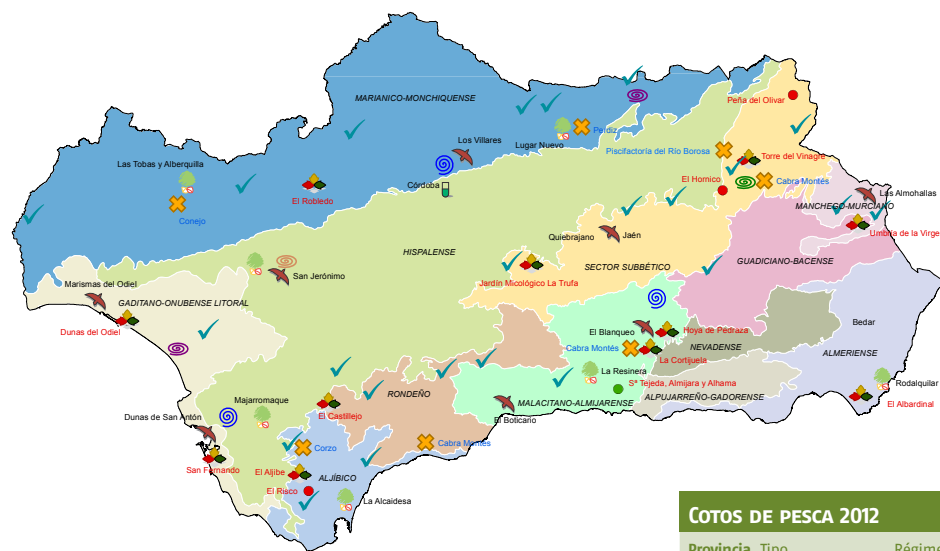 Peña del Olivar
MARIANICO-MONCHIQUENSE
Los Villares
Lugar Nuevo
Perdiz
Piscifactoría del Río Borosa
Torre del Vinagre
Las Tobas y Alberquilla
Córdoba
El Hornico
Cabra Montés
Las Almohallas
El Robledo
MANCHEGO-MURCIANO
Conejo
Umbría de la Virge
Quiebrajano
Jaén
HISPALENSE
GUADICIANO-BACENSE
SECTOR SUBBÉTICO
San Jerónimo
Jardín Micológico La Trufa
Marismas del Odiel
GADITANO-ONUBENSE LITORAL
Dunas del Odiel
El Blanqueo
Hoya de Pedraza
Bedar
Cabra Montés
NEVADENSE
La Cortijuela
ALMERIENSE
La Resinera
Rodalquilar
Sª Tejeda, Almijara y Alhama
RONDEÑO
ALPUJARREÑO-GADORENSE
Majarromaque
MALACITANO-ALMIJARENSE
El Albardinal
Dunas de San Antón
El Castillejo
El Boticario
Corzo
Cabra Montés
San Fernando
El Aljibe
ALJÍBICO
El Risco
La Alcaidesa
COTOS DE PESCA 2012
Provincia Tipo Régime